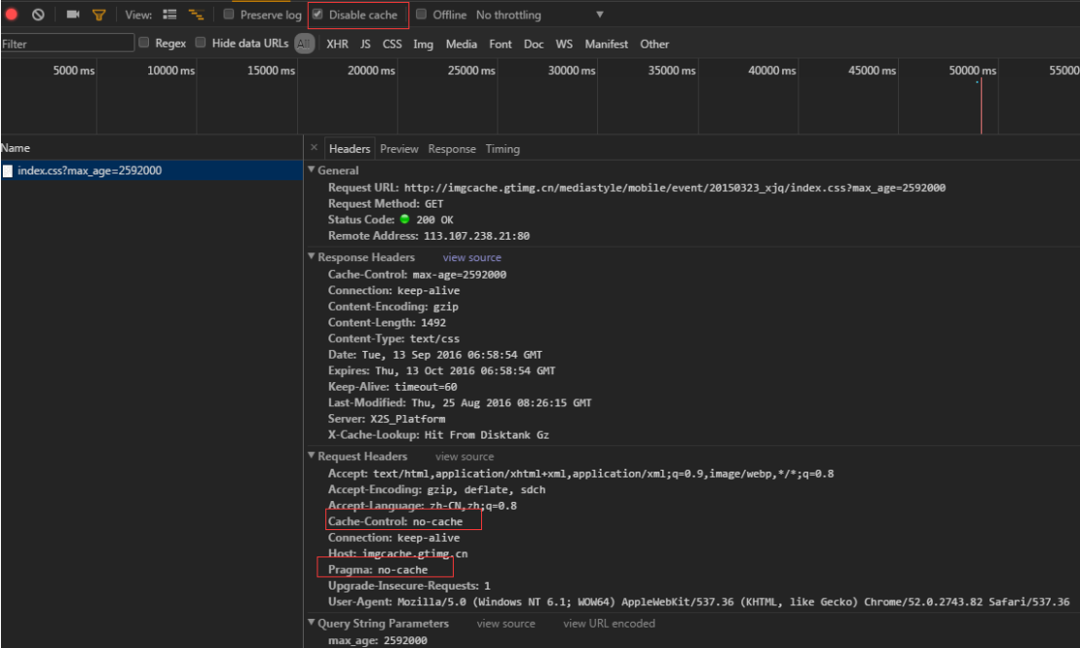 View: Preserve log Disable cache Offline No throttling ▼
Filter Regex Hide data URLs All XHR JS CSS Img Media Font Doc WS Manifest Other
5000 ms 10000 ms 15000 ms 20000 ms 25000 ms 30000 ms 35000 ms 40000 ms 45000 ms 50000 ms 55000
Name
index.css?max_age=2592000
× Headers Preview Response Timing
▼ General
Request URL: http://imgcache.gtimg.cn/mediastyle/mobile/event/20150323_xjq/index.css?max_age=2592000
Request Method: GET
Status Code: 200 OK
Remote Address: 113.107.238.21:80
▼ Response Headers view source
Cache-Control: max-age=2592000
Connection: keep-alive
Content-Encoding: gzip
Content-Length: 1492
Content-Type: text/css
Date: Tue, 13 Sep 2016 06:58:54 GMT
Expires: Thu, 13 Oct 2016 06:58:54 GMT
Keep-Alive: timeout=60
Last-Modified: Thu, 25 Aug 2016 08:26:15 GMT
Server: X2S_Platform
X-Cache-Lookup: Hit From Disktank Gz
▼ Request Headers view source
Accept: text/html,application/xhtml+xml,application/xml;q=0.9,image/webp,*/*;q=0.8
Accept-Encoding: gzip, deflate, sdch
Accept-Language: zh-CN,zh;q=0.8
Cache-Control: no-cache
Connection: keep-alive
Host: imgcache.gtimg.cn
Pragma: no-cache
Upgrade-Insecure-Requests: 1
User-Agent: Mozilla/5.0 (Windows NT 6.1; WOW64) AppleWebKit/537.36 (KHTML, like Gecko) Chrome/52.0.2743.82 Safari/537.36
▼ Query String Parameters view source view URL encoded
max_age: 2592000